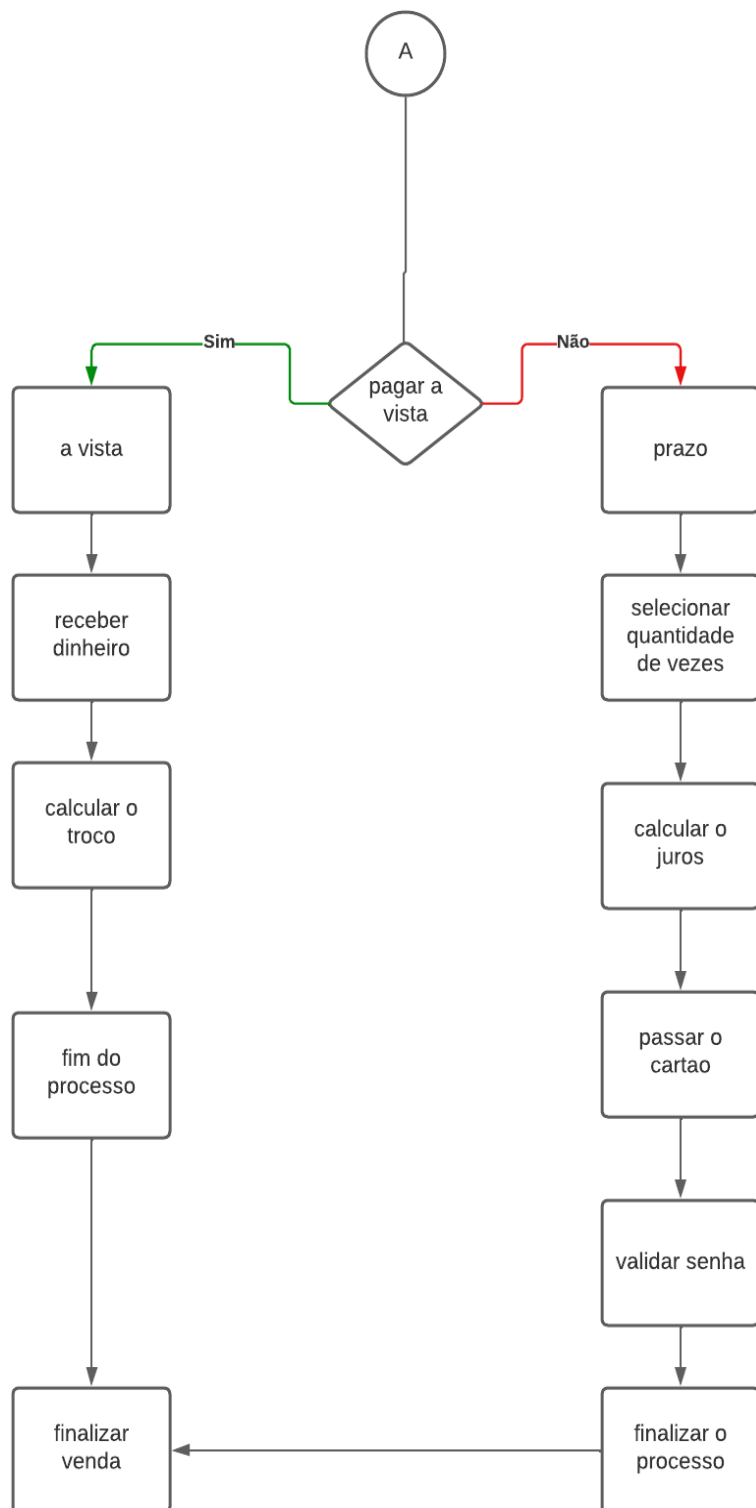 A
Sim
Não
pagar a
vista
a vista
prazo
receber
dinheiro
selecionar
quantidade
de vezes
calcular o
troco
calcular o
juros
fim do
processo
passar o
cartao
validar senha
finalizar
venda
finalizar o
processo